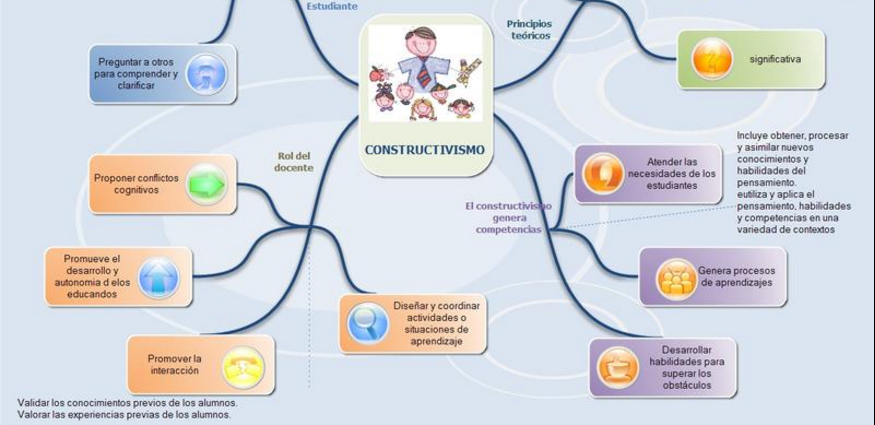 Estudiante
Principios
teóricos
Preguntar a otros
para comprender y
clarificar
significativa
CONSTRUCTIVISMO
Rol del
docente
Proponer conflictos
cognitivos
Promueve el
desarrollo y
autonomia d elos
educandos
Promover la
interacción
Diseñar y coordinar
actividades o
situaciones de
aprendizaje
Validar los conocimientos previos de los alumnos.
Valorar las experiencias previas de los alumnos.
El constructivismo
genera
competencias
Atender las
necesidades de los
estudiantes
Incluye obtener, procesar
y asimilar nuevos
conocimientos y
habilidades del
pensamiento.
eutiliza y aplica el
pensamiento, habilidades
y competencias en una
variedad de contextos
Genera procesos
de aprendizajes
Desarrollar
habilidades para
superar los
obstáculos